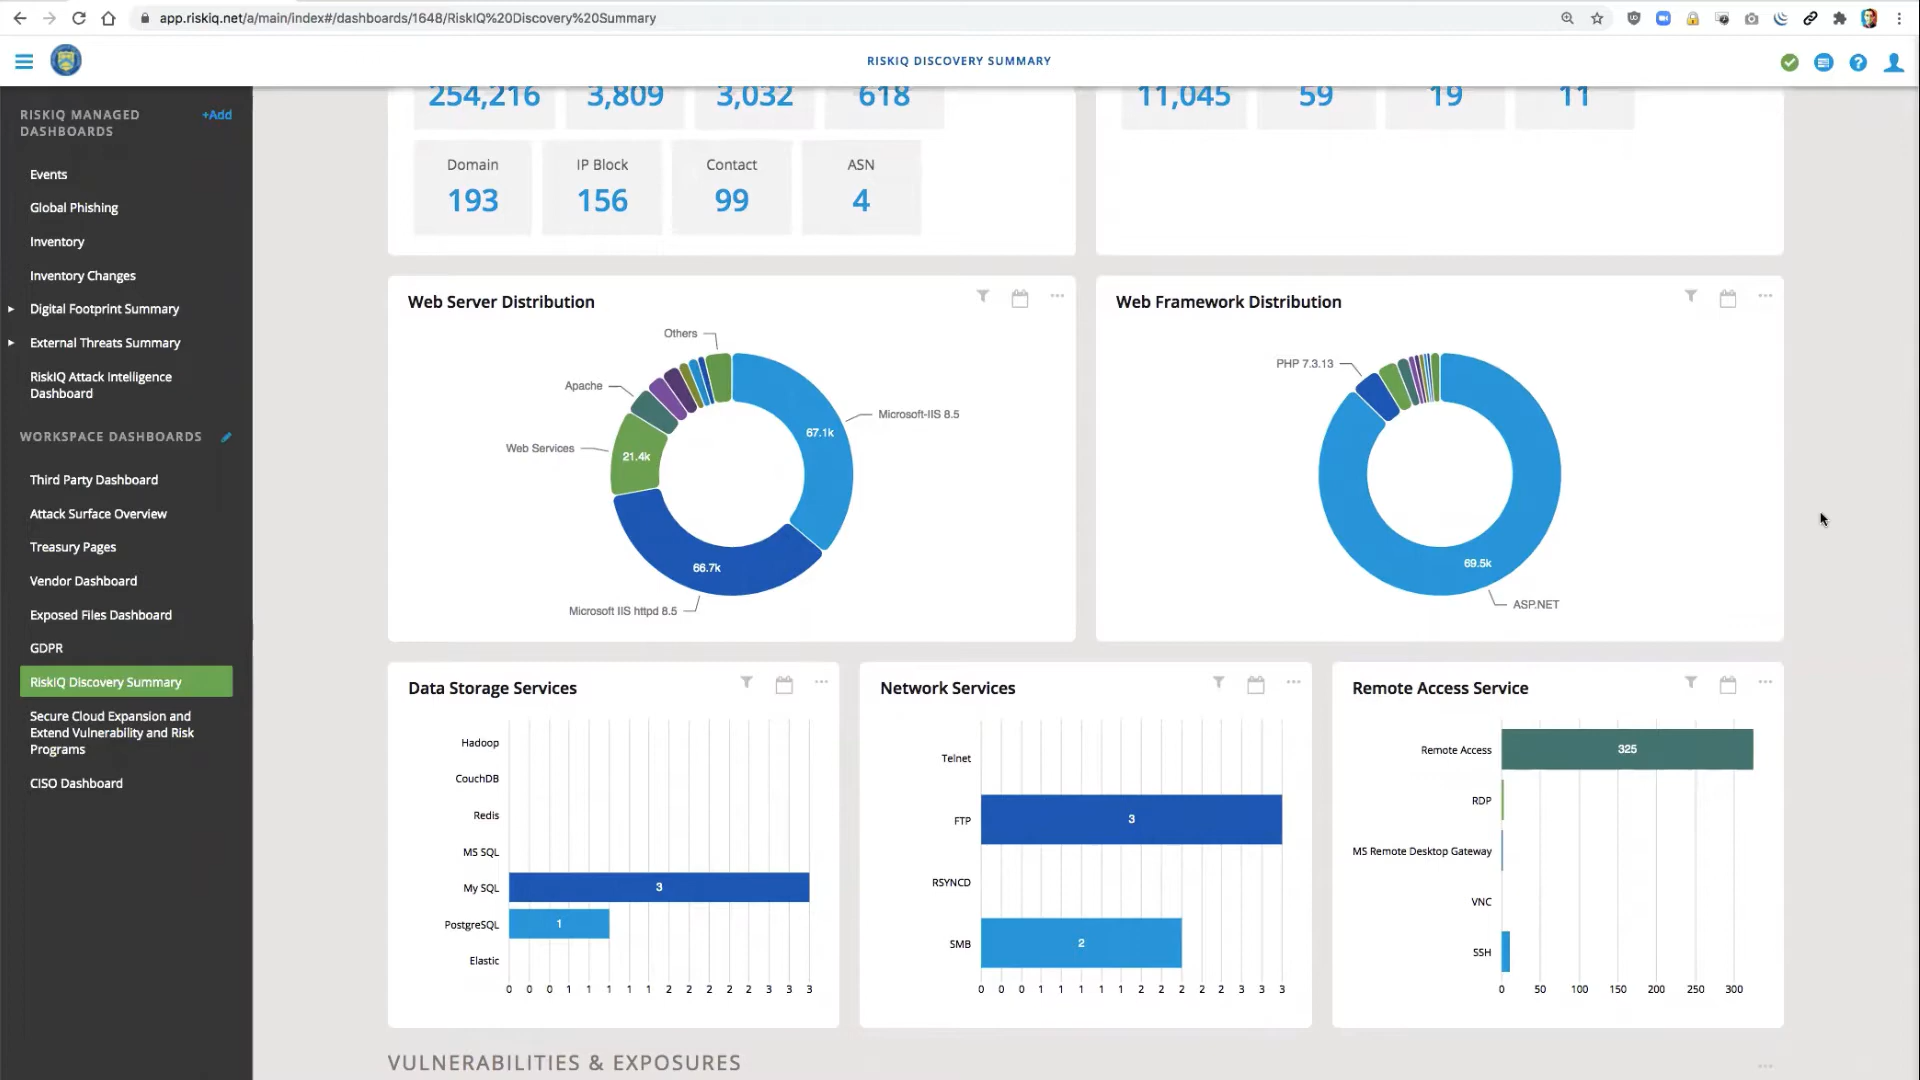 app.riskiq.net/a/main/index#/dashboards/1648/RiskIQ%20Discovery%20Summary
RISKIQ DISCOVERY SUMMARY
RISKIQ MANAGED
DASHBOARDS
+Add
Events
Global Phishing
Inventory
Inventory Changes
Digital Footprint Summary
External Threats Summary
RiskIQ Attack Intelligence
Dashboard
WORKSPACE DASHBOARDS
Third Party Dashboard
Attack Surface Overview
Treasury Pages
Vendor Dashboard
Exposed Files Dashboard
GDPR
RiskIQ Discovery Summary
Secure Cloud Expansion and
Extend Vulnerability and Risk
Programs
CISO Dashboard
254,216 3,809 3,032 618
11,045 59 19 11
Domain IP Block Contact ASN
193 156 99 4
Web Server Distribution
Others
Apache
Microsoft-IIS 8.5
67.1k
Web Services
21.4k
66.7k
Microsoft IIS httpd 8.5
Web Framework Distribution
PHP 7.3.13
69.5k
ASP.NET
Data Storage Services
Hadoop
CouchDB
Redis
MS SQL
My SQL 3
PostgreSQL 1
Elastic
0 0 0 1 1 1 1 1 2 2 2 2 2 3 3 3
Network Services
Telnet
FTP 3
RSYNCD
SMB 2
0 0 0 1 1 1 1 1 2 2 2 2 2 3 3 3
Remote Access Service
Remote Access 325
RDP
MS Remote Desktop Gateway
VNC
SSH
0 50 100 150 200 250 300
VULNERABILITIES & EXPOSURES